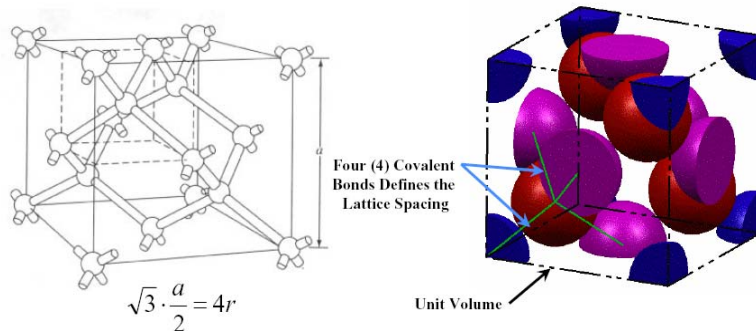 a
√3 · a/2 = 4r
Four (4) Covalent
Bonds Defines the
Lattice Spacing
Unit Volume